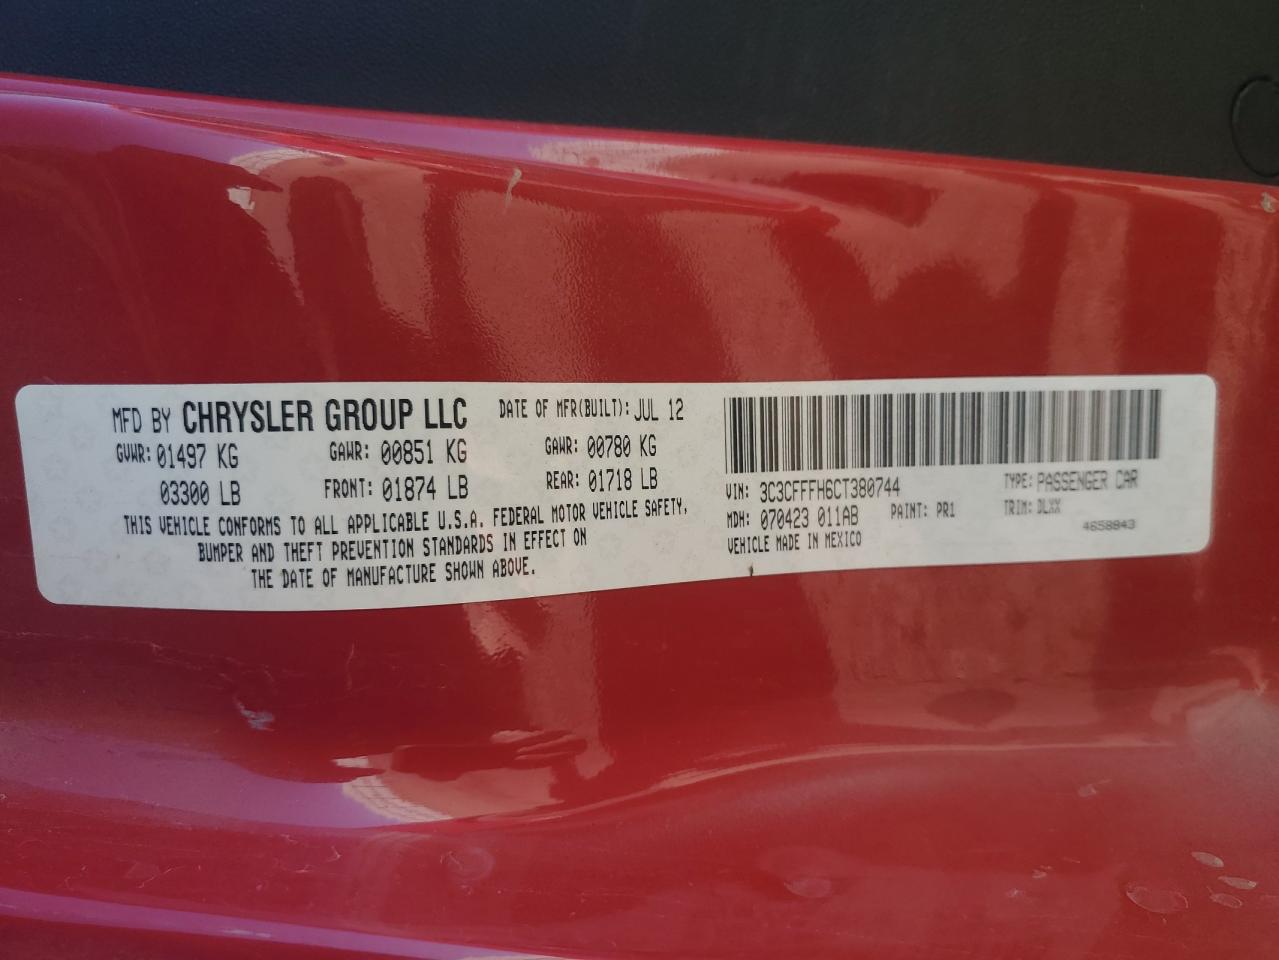 MFD BY CHRYSLER GROUP LLC DATE OF MFR(BUILT): JUL 12
GVWR: 01497 KG GAWR: 00851 KG GAWR: 00780 KG
03300 LB FRONT: 01874 LB REAR: 01718 LB
THIS VEHICLE CONFORMS TO ALL APPLICABLE U.S.A. FEDERAL MOTOR VEHICLE SAFETY,
BUMPER AND THEFT PREVENTION STANDARDS IN EFFECT ON
THE DATE OF MANUFACTURE SHOWN ABOVE.
VIN: 3C3CFFFH6CT380744 TYPE: PASSENGER CAR
MDH: 070423 011AB PAINT: PR1 TRIM: DLXX
VEHICLE MADE IN MEXICO 4658843